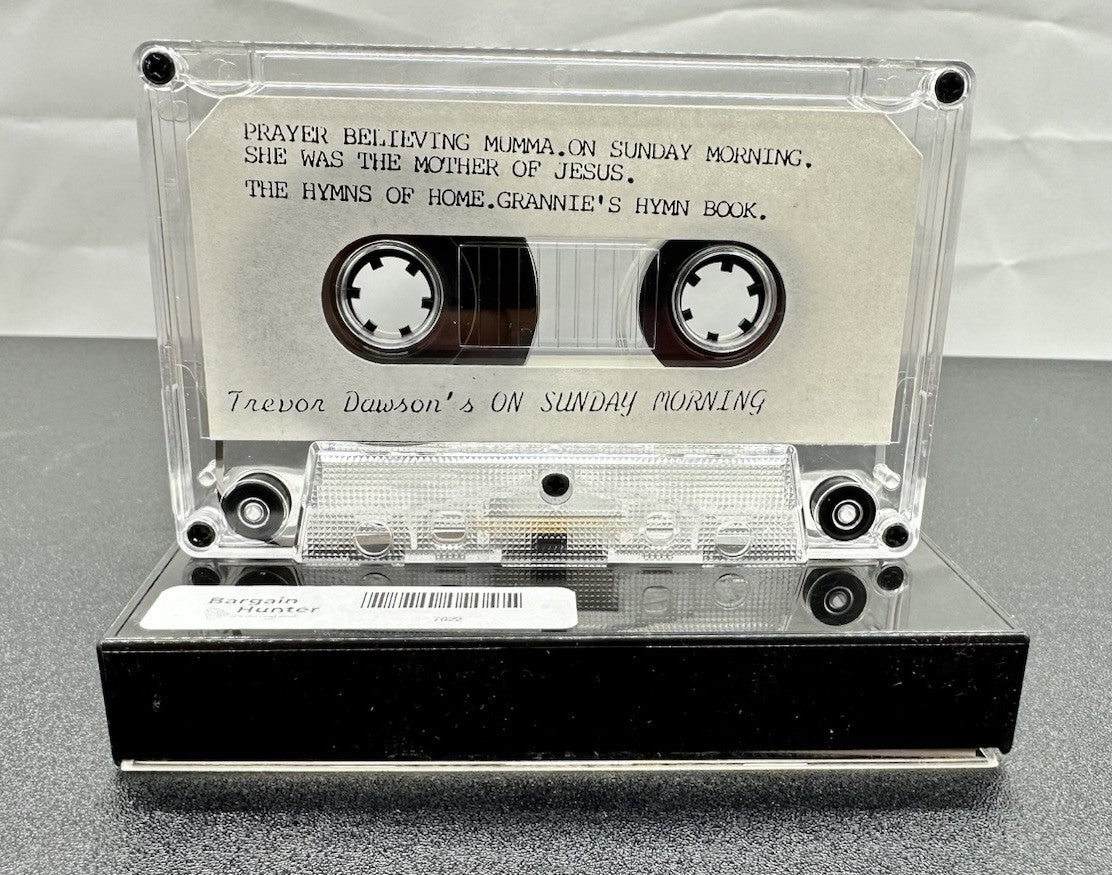 PRAYER BELIEVING MUMMA.ON SUNDAY MORNING.
SHE WAS THE MOTHER OF JESUS.
THE HYMNS OF HOME.GRANNIE'S HYMN BOOK.
Trevor Dawson's ON SUNDAY MORNING
Bargain
Hunter
7022